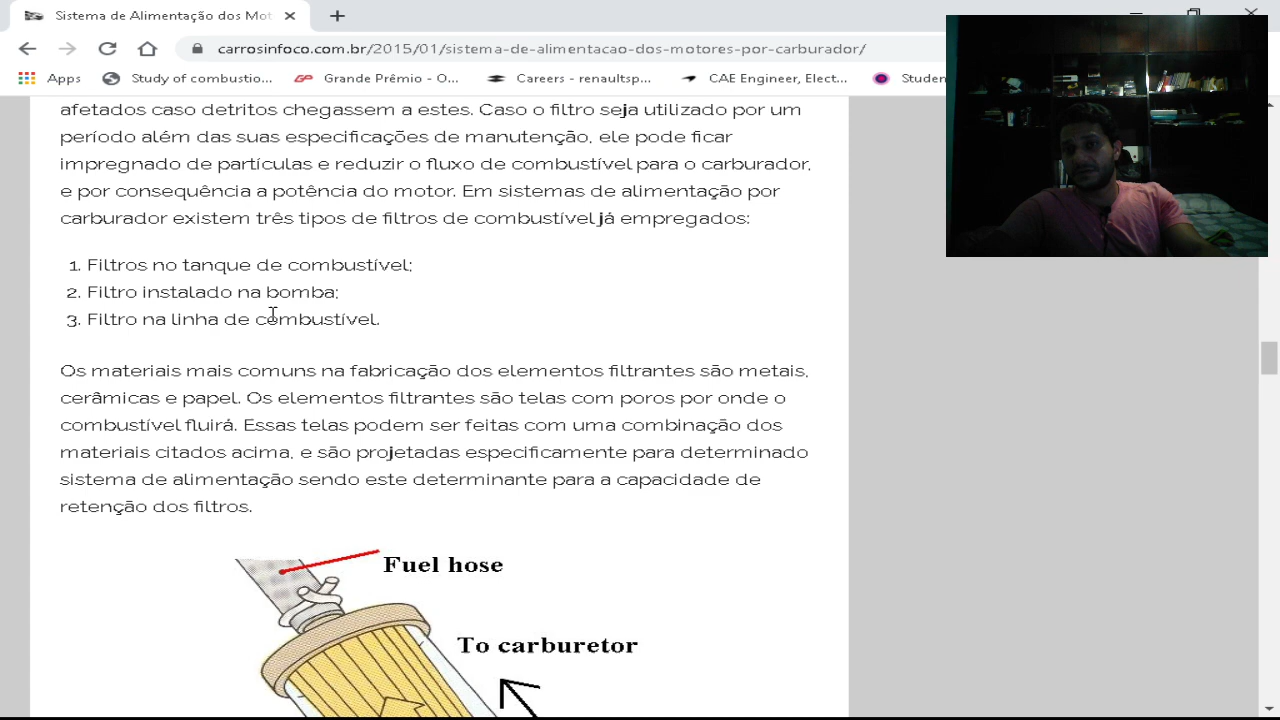 Sistema de Alimentação dos Mot
carrosinfoco.com.br/2015/01/sistema-de-alimentacao-dos-motores-por-carburador/
Apps
Study of combustio...
GP
Grande Prêmio - O...
Careers - renaultsp...
CAE Engineer, Elect...
Studen
afetados caso detritos chegassem a estes. Caso o filtro seja utilizado por um
período além das suas especificações de manutenção, ele pode ficar
impregnado de partículas e reduzir o fluxo de combustível para o carburador,
e por consequência a potência do motor. Em sistemas de alimentação por
carburador existem três tipos de filtros de combustível já empregados:
1. Filtros no tanque de combustível;
2. Filtro instalado na bomba;
3. Filtro na linha de combustível.
Os materiais mais comuns na fabricação dos elementos filtrantes são metais,
cerâmicas e papel. Os elementos filtrantes são telas com poros por onde o
combustível fluirá. Essas telas podem ser feitas com uma combinação dos
materiais citados acima, e são projetadas especificamente para determinado
sistema de alimentação sendo este determinante para a capacidade de
retenção dos filtros.
Fuel hose
To carburetor